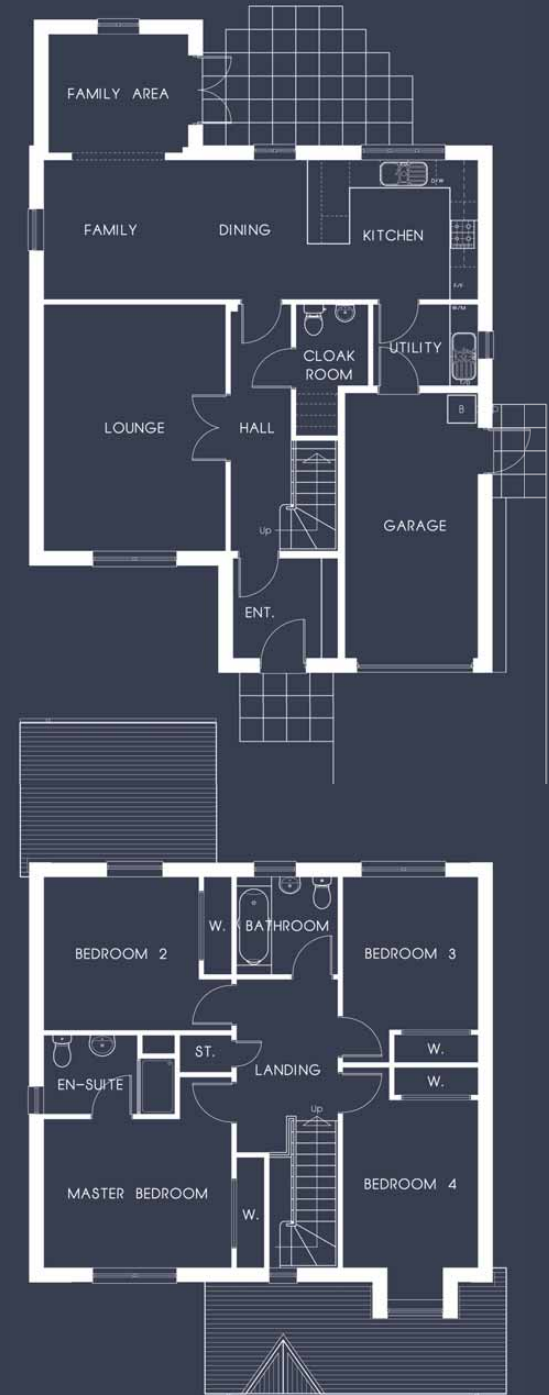 FAMILY AREA
D/W
FAMILY
DINING
KITCHEN
F/F
W/M
UTILITY
CLOAK
ROOM
T/D
B
LOUNGE
HALL
GARAGE
Up
ENT.
W.
BATHROOM
BEDROOM 2
BEDROOM 3
ST.
W.
LANDING
EN-SUITE
W.
Up
BEDROOM 4
MASTER BEDROOM
W.